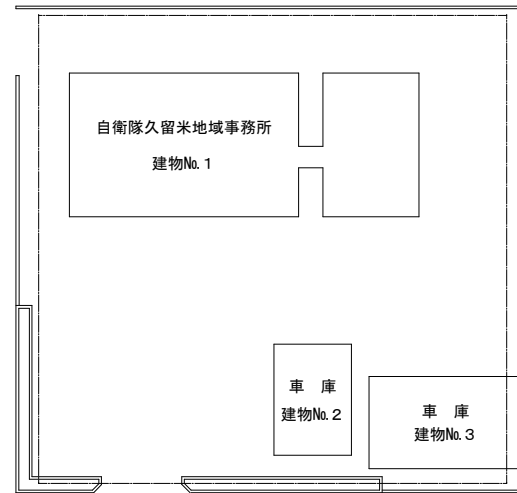 自衛隊久留米地域事務所
建物№１
車　庫
建物№２
車　庫
建物№３